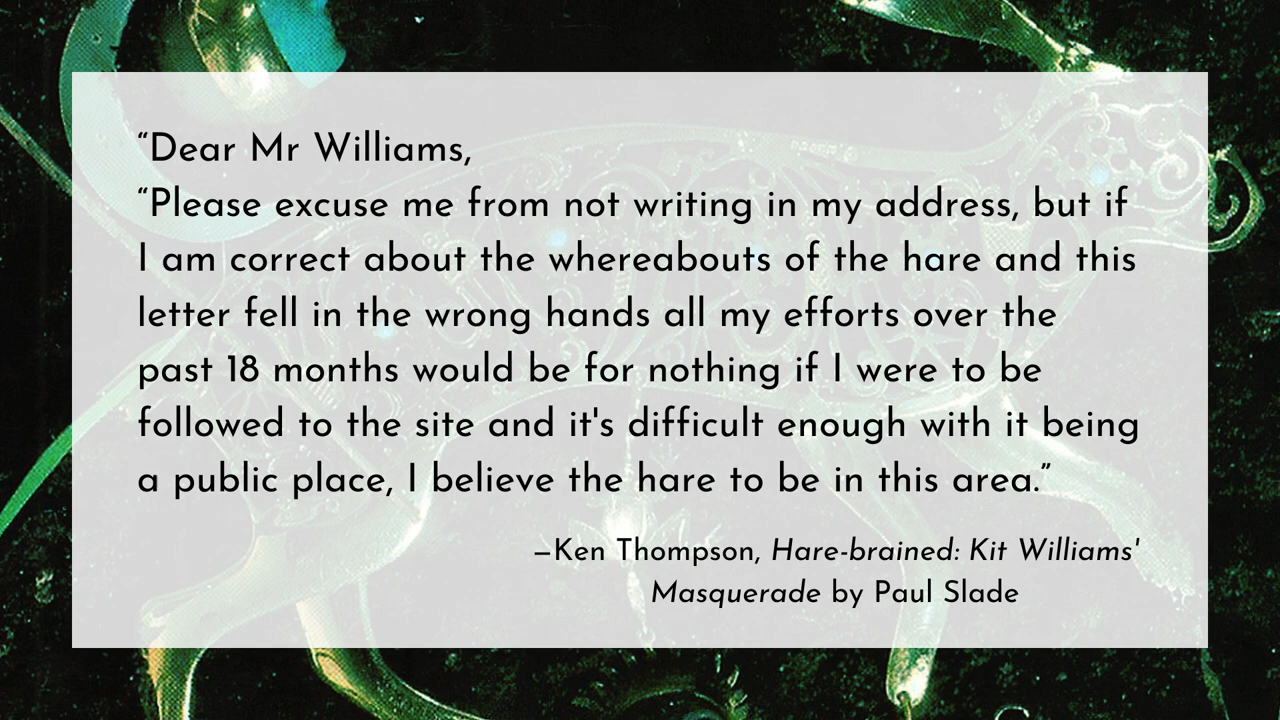 “Dear Mr Williams,
“Please excuse me from not writing in my address, but if
I am correct about the whereabouts of the hare and this
letter fell in the wrong hands all my efforts over the
past 18 months would be for nothing if I were to be
followed to the site and it's difficult enough with it being
a public place, I believe the hare to be in this area.”
—Ken Thompson, Hare-brained: Kit Williams'
Masquerade by Paul Slade